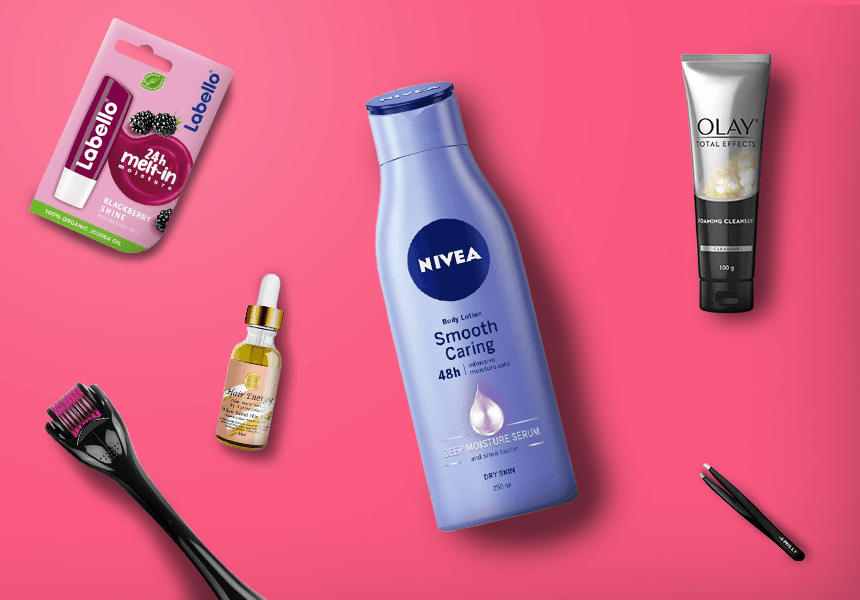 Labello
Labello
24h
melt-in
moisture
BLACKBERRY
SHINE
100% ORGANIC JOJOBA OIL
NIVEA
NIVEA
Body Lotion
Smooth
Caring
48h
intensive
moisture care
DEEP MOISTURE SERUM
and shea butter
DRY SKIN
250 ml
OLAY®
TOTAL EFFECTS
FOAMING CLEANSER
CLEANSER
100 g
Hair Energy